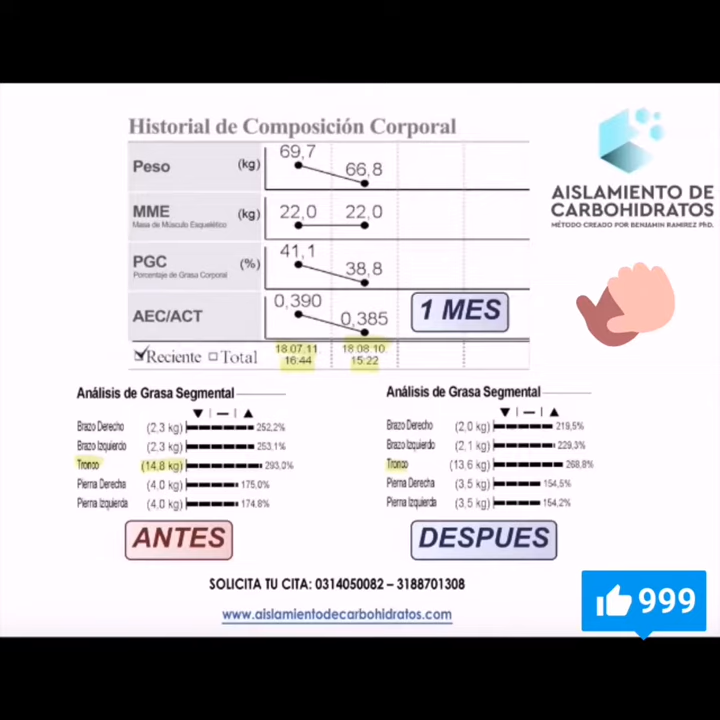 Historial de Composición Corporal
Peso (kg) 69,7 66,8
MME (kg) 22,0 22,0
Masa de Músculo Esquelético
PGC (%) 41,1 38,8
Porcentaje de Grasa Corporal
AEC/ACT 0,390 0,385
1 MES
Reciente Total 18.07.11 18.08.10.
16:44 15:22
AISLAMIENTO DE
CARBOHIDRATOS
MÉTODO CREADO POR BENJAMIN RAMIREZ PhD.
Análisis de Grasa Segmental
Brazo Derecho (2,3 kg) 252,2%
Brazo Izquierdo (2,3 kg) 253,1%
Tronco (14,8 kg) 293,0%
Pierna Derecha (4,0 kg) 175,0%
Pierna Izquierda (4,0 kg) 174,8%
ANTES
Análisis de Grasa Segmental
Brazo Derecho (2,0 kg) 219,5%
Brazo Izquierdo (2,1 kg) 229,3%
Tronco (13,6 kg) 268,8%
Pierna Derecha (3,5 kg) 154,5%
Pierna Izquierda (3,5 kg) 154,2%
DESPUES
SOLICITA TU CITA: 0314050082 – 3188701308
www.aislamientodecarbohidratos.com
999